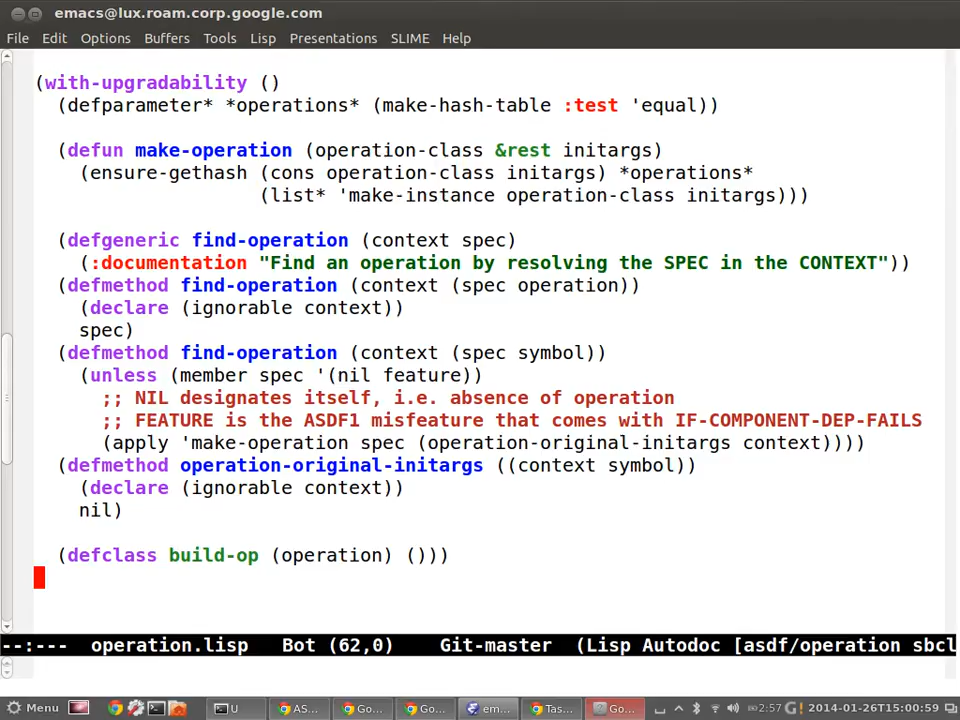 emacs@lux.roam.corp.google.com
File Edit Options Buffers Tools Lisp Presentations SLIME Help
(with-upgradability ()
  (defparameter* *operations* (make-hash-table :test 'equal))
  (defun make-operation (operation-class &rest initargs)
    (ensure-gethash (cons operation-class initargs) *operations*
                    (list* 'make-instance operation-class initargs)))
  (defgeneric find-operation (context spec)
    (:documentation "Find an operation by resolving the SPEC in the CONTEXT"))
  (defmethod find-operation (context (spec operation))
    (declare (ignorable context))
    spec)
  (defmethod find-operation (context (spec symbol))
    (unless (member spec '(nil feature))
      ;; NIL designates itself, i.e. absence of operation
      ;; FEATURE is the ASDF1 misfeature that comes with IF-COMPONENT-DEP-FAILS
      (apply 'make-operation spec (operation-original-initargs context))))
  (defmethod operation-original-initargs ((context symbol))
    (declare (ignorable context))
    nil)
  (defclass build-op (operation) ()))
--:--- operation.lisp Bot (62,0) Git-master (Lisp Autodoc [asdf/operation sbcl
Menu U AS... Go... Go... em... Tas... Go... 2:57 2014-01-26T15:00:59